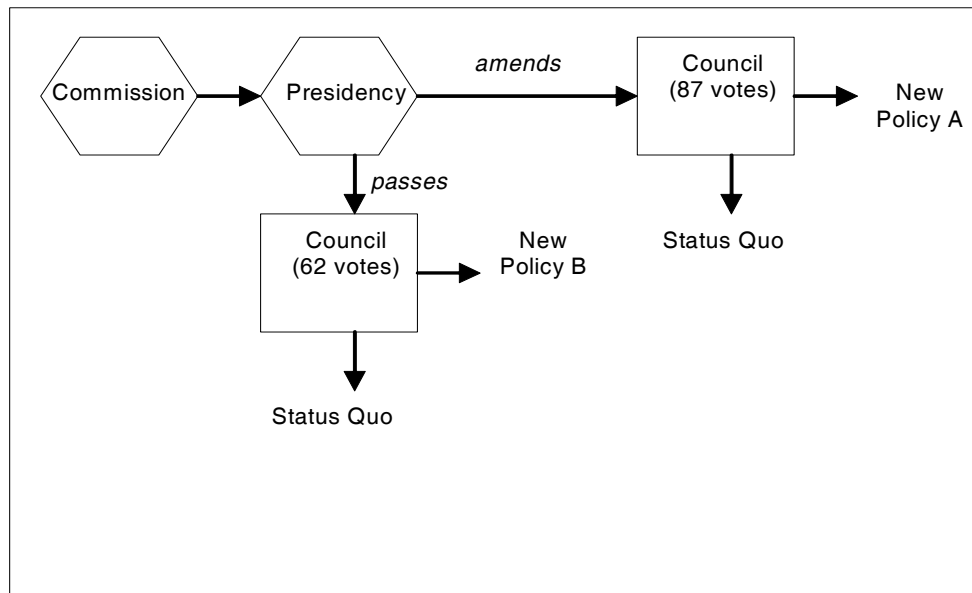 Commission
Presidency
amends
Council
(87 votes)
New
Policy A
passes
Status Quo
Council
(62 votes)
New
Policy B
Status Quo